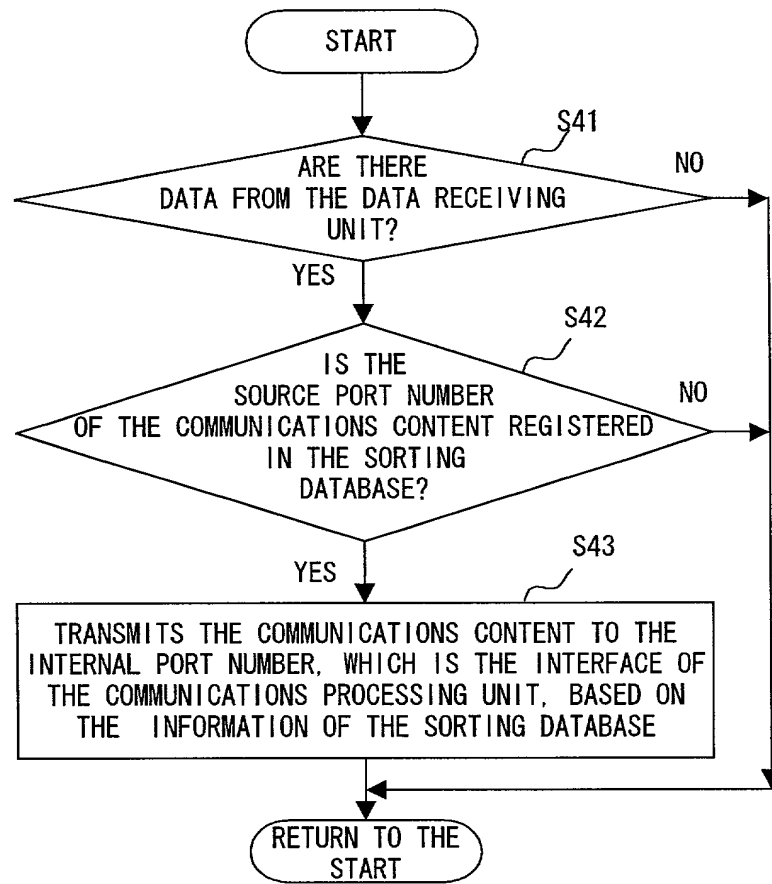 START
S41
ARE THERE
DATA FROM THE DATA RECEIVING
UNIT?
NO
YES
S42
IS THE
SOURCE PORT NUMBER
OF THE COMMUNICATIONS CONTENT REGISTERED
IN THE SORTING
DATABASE?
NO
YES
S43
TRANSMITS THE COMMUNICATIONS CONTENT TO THE
INTERNAL PORT NUMBER, WHICH IS THE INTERFACE OF
THE COMMUNICATIONS PROCESSING UNIT, BASED ON
THE INFORMATION OF THE SORTING DATABASE
RETURN TO THE
START